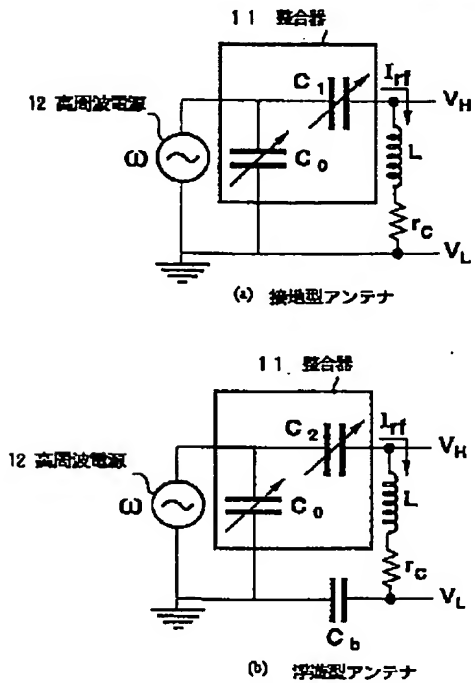 11 整合器
C1
Irf
VH
12 高周波電源
ω
C0
L
rC
VL
(a) 接地型アンテナ
11 整合器
C2
Irf
VH
12 高周波電源
ω
C0
L
rC
VL
Cb
(b) 浮遊型アンテナ